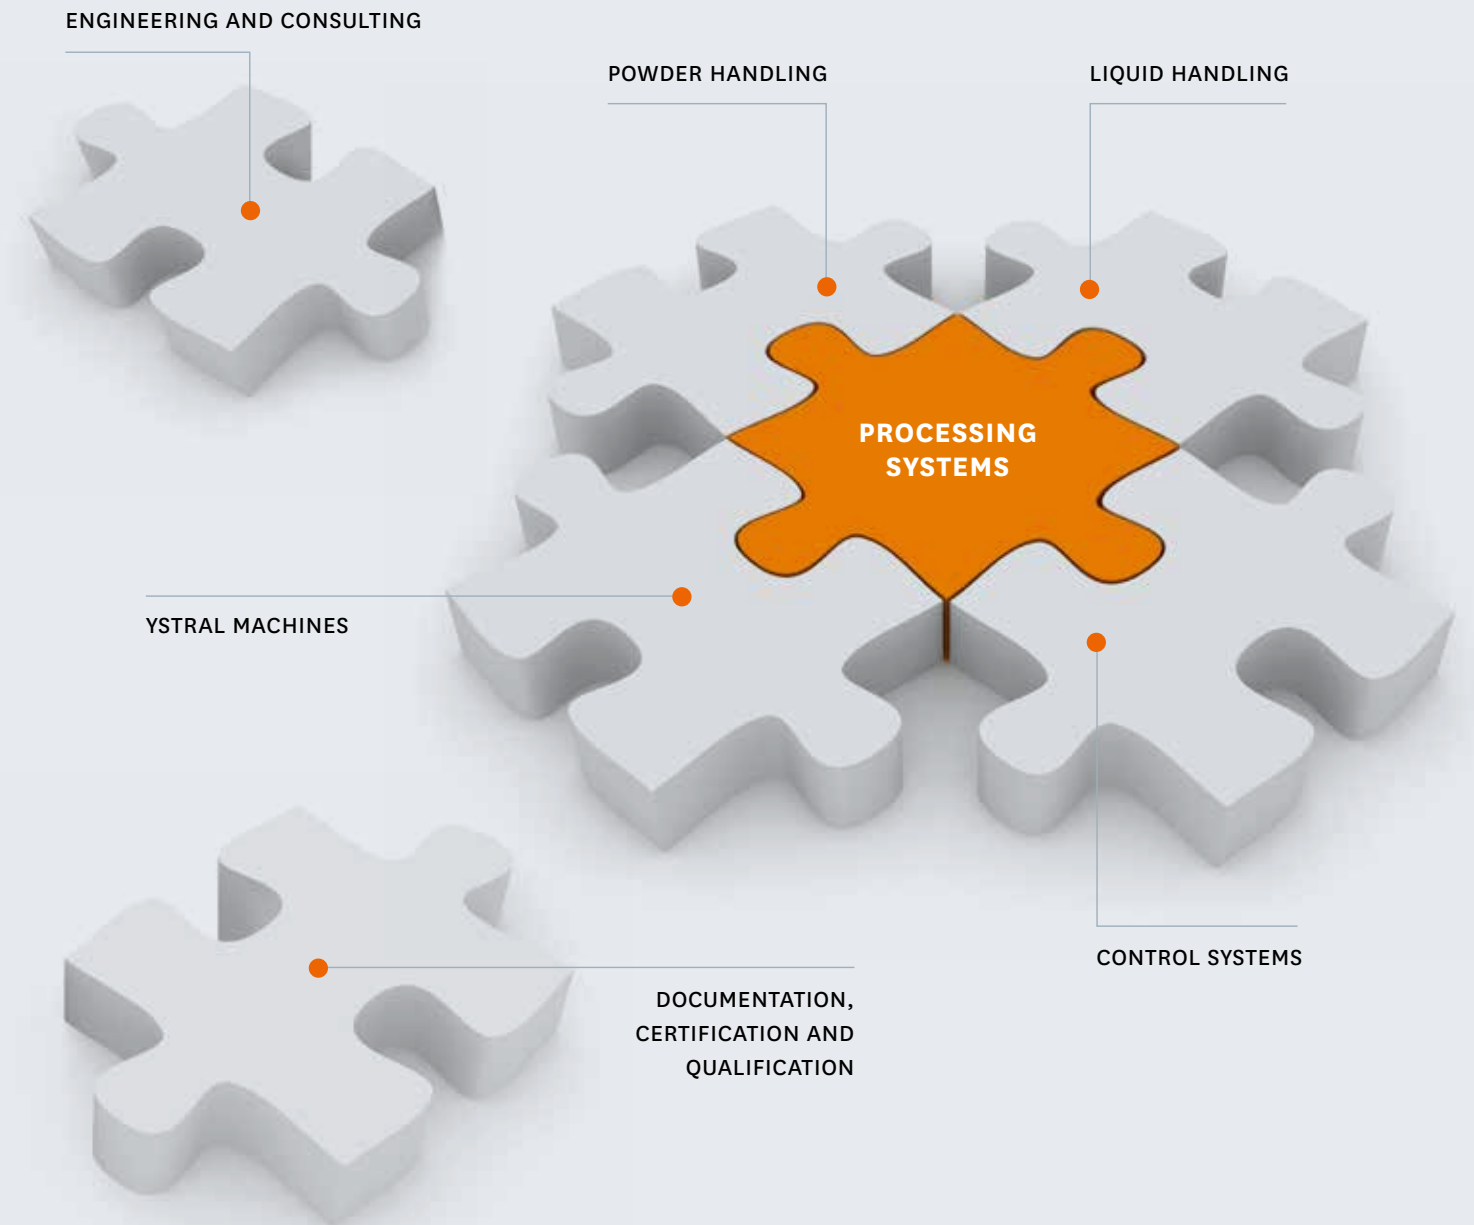 ENGINEERING AND CONSULTING
POWDER HANDLING
LIQUID HANDLING
PROCESSING
SYSTEMS
YSTRAL MACHINES
CONTROL SYSTEMS
DOCUMENTATION,
CERTIFICATION AND
QUALIFICATION